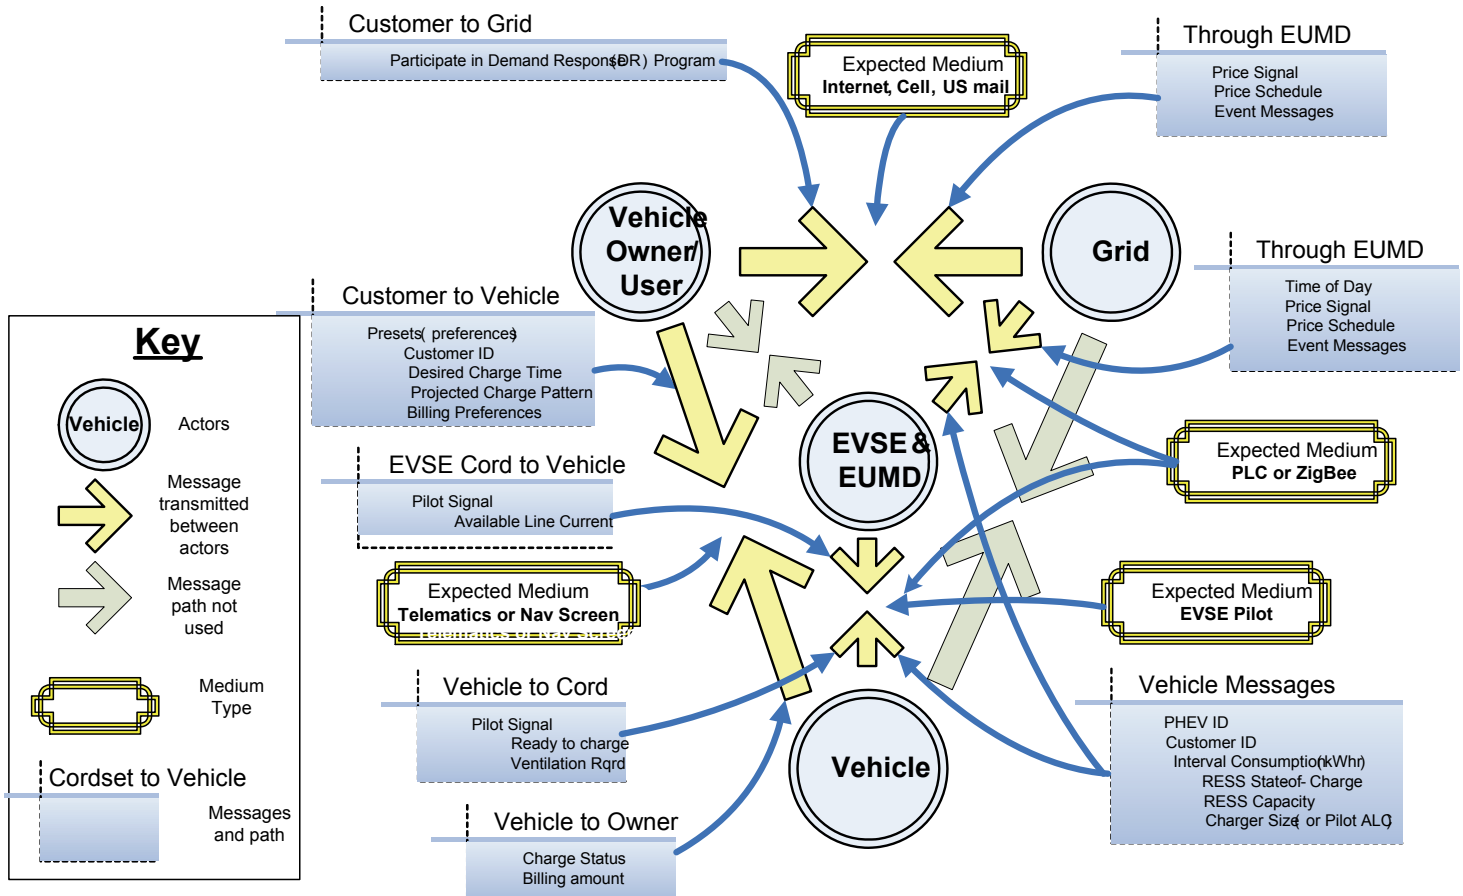 Customer to Grid
Participate in Demand Response(DR) Program
Expected Medium
Internet, Cell, US mail
Through EUMD
Price Signal
Price Schedule
Event Messages
Vehicle
Owner/
User
Grid
Through EUMD
Time of Day
Price Signal
Price Schedule
Event Messages
Customer to Vehicle
Presets( preferences)
Customer ID
Desired Charge Time
Projected Charge Pattern
Billing Preferences
Key
Vehicle
Actors
Message
transmitted
between
actors
Message
path not
used
Medium
Type
Cordset to Vehicle
Messages
and path
EVSE Cord to Vehicle
Pilot Signal
Available Line Current
EVSE &
EUMD
Expected Medium
PLC or ZigBee
Expected Medium
Telematics or Nav Screen
Telematics or Nav Screen
Expected Medium
EVSE Pilot
Vehicle to Cord
Pilot Signal
Ready to charge
Ventilation Rqrd
Vehicle
Vehicle Messages
PHEV ID
Customer ID
Interval Consumption(kWhr)
RESS Stateof- Charge
RESS Capacity
Charger Size( or Pilot ALC)
Vehicle to Owner
Charge Status
Billing amount